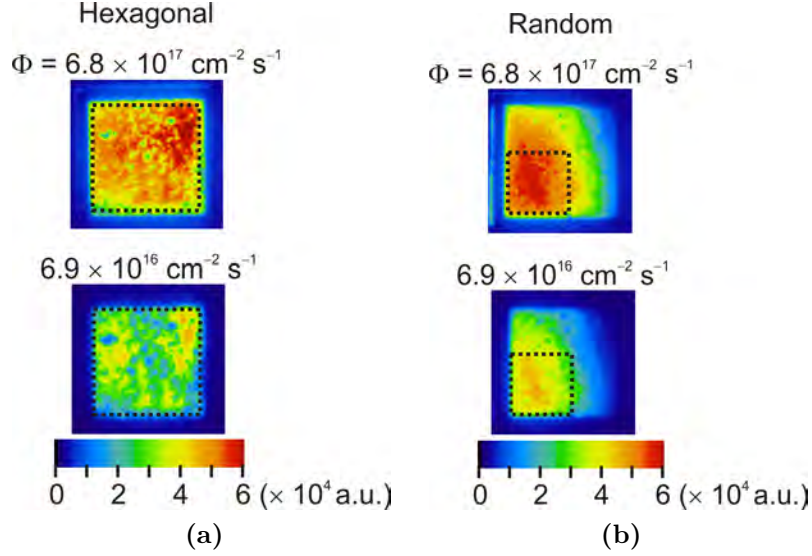 Hexagonal
Φ = 6.8 × 10¹⁷ cm⁻² s⁻¹
6.9 × 10¹⁶ cm⁻² s⁻¹
0 2 4 6 (× 10⁴ a.u.)
(a)
Random
Φ = 6.8 × 10¹⁷ cm⁻² s⁻¹
6.9 × 10¹⁶ cm⁻² s⁻¹
0 2 4 6 (× 10⁴ a.u.)
(b)